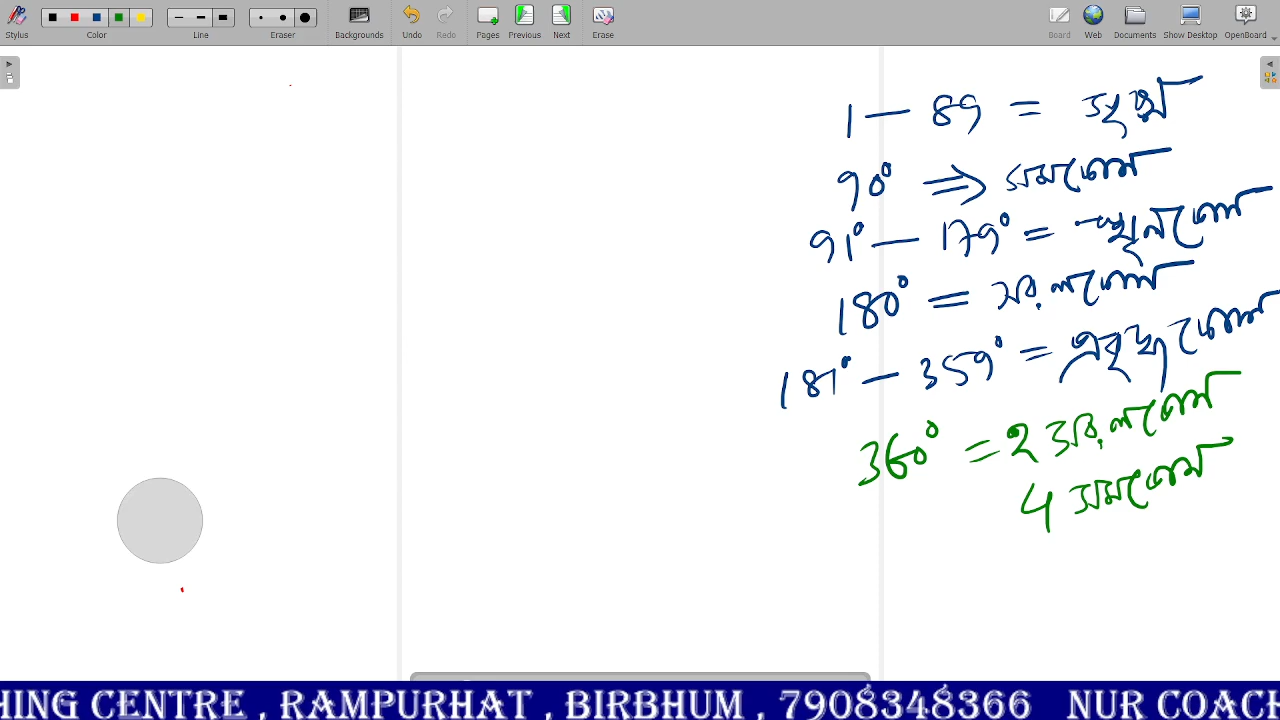 Stylus Color Line Eraser Backgrounds Undo Redo Pages Previous Next Erase Board Web Documents Show Desktop OpenBoard
1 — 89 =
90° ⇒ সমকোণ
91° — 179° = স্থূলকোণ
180° = সরলকোণ
181° — 359° = প্রবৃদ্ধ কোণ
360° = 2 সরলকোণ
4 সমকোণ
HING CENTRE , RAMPURHAT , BIRBHUM , 7908348366 NUR COACH